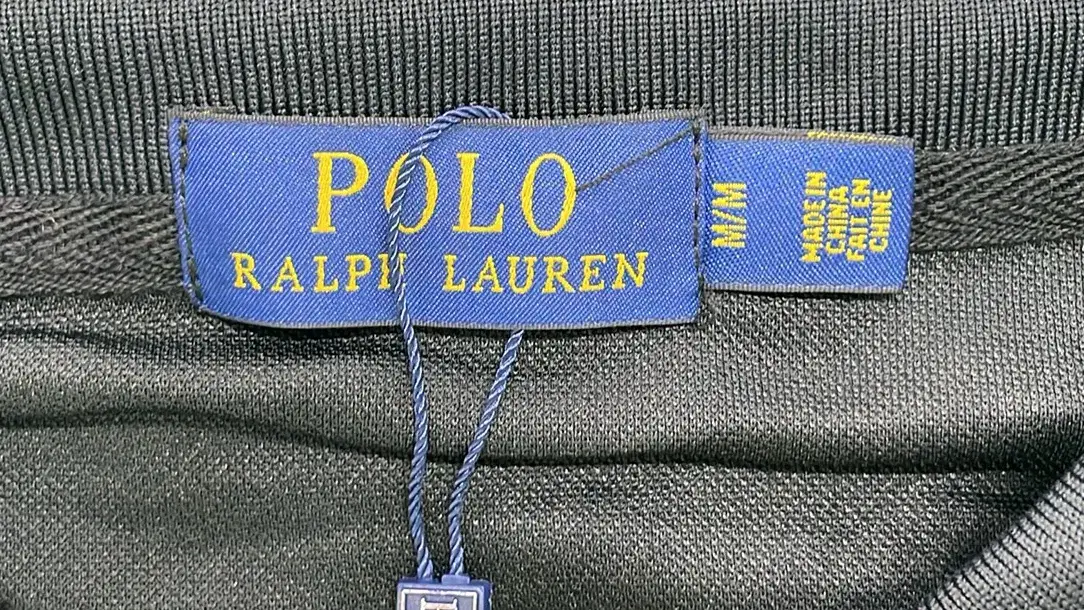 POLO
RALPH LAUREN
M/M
MADE IN
CHINA
FAIT EN
CHINE